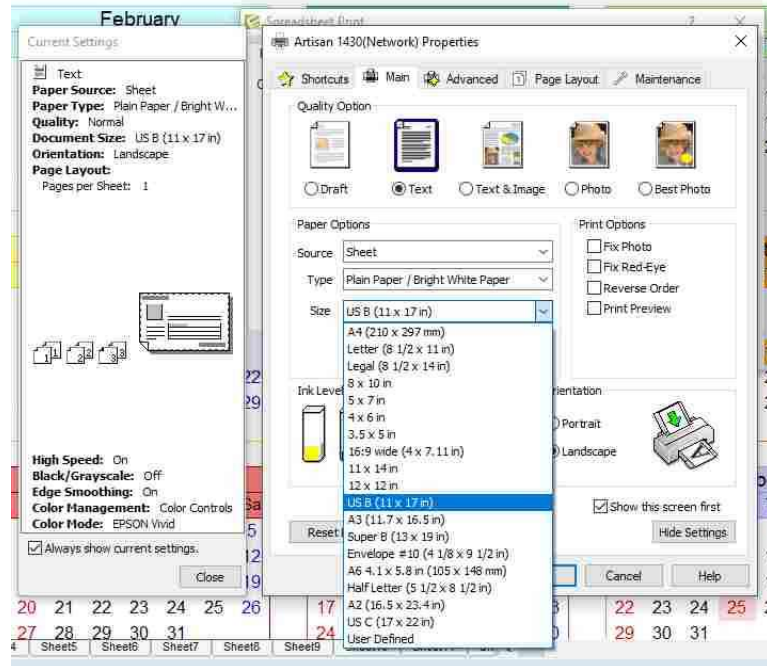 February
Spreadsheet Print
?
Current Settings
Text
Paper Source: Sheet
Paper Type: Plain Paper / Bright W...
Quality: Normal
Document Size: US B (11 x 17 in)
Orientation: Landscape
Page Layout:
Pages per Sheet: 1
1 1 2 2 3 3
High Speed: On
Black/Grayscale: Off
Edge Smoothing: On
Color Management: Color Controls
Color Mode: EPSON Vivid
Always show current settings.
Close
Artisan 1430(Network) Properties
Shortcuts Main Advanced Page Layout Maintenance
Quality Option
Draft Text Text & Image Photo Best Photo
Paper Options
Source Sheet
Type Plain Paper / Bright White Paper
Size US B (11 x 17 in)
A4 (210 x 297 mm)
Letter (8 1/2 x 11 in)
Legal (8 1/2 x 14 in)
8 x 10 in
5 x 7 in
4 x 6 in
3.5 x 5 in
16:9 wide (4 x 7.11 in)
11 x 14 in
12 x 12 in
US B (11 x 17 in)
A3 (11.7 x 16.5 in)
Super B (13 x 19 in)
Envelope #10 (4 1/8 x 9 1/2 in)
A6 4.1 x 5.8 in (105 x 148 mm)
Half Letter (5 1/2 x 8 1/2 in)
A2 (16.5 x 23.4 in)
US C (17 x 22 in)
User Defined
Print Options
Fix Photo
Fix Red-Eye
Reverse Order
Print Preview
Portrait
Landscape
Show this screen first
Hide Settings
Cancel Help
22
29
5
12
19
20 21 22 23 24 25 26 17 22 23 24 25
27 28 29 30 31 24 29 30 31
Sheet5 Sheet6 Sheet7 Sheet8 Sheet9